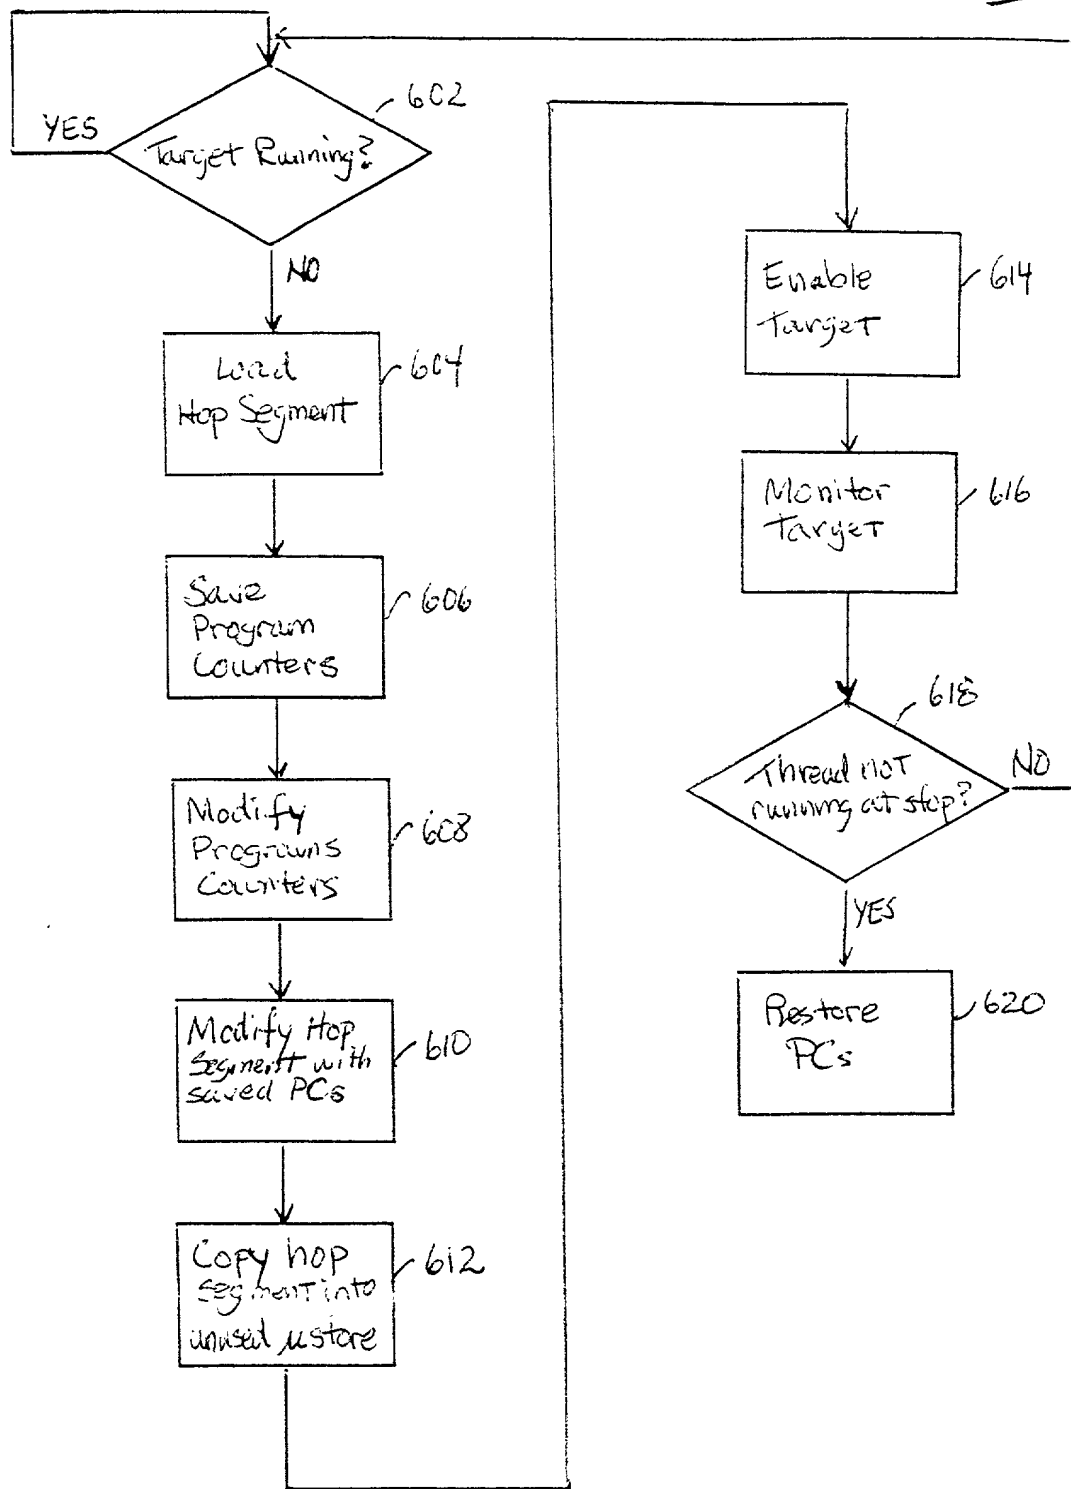 602
YES
Target Running?
NO
Load
Hop Segment
604
Save
Program
Counters
606
Modify
Programs
Counters
608
Modify Hop
Segment with
saved PCs
610
Copy hop
segment into
unused µstore
612
Enable
Target
614
Monitor
Target
616
618
Thread not
running at stop?
NO
YES
Restore
PCs
620